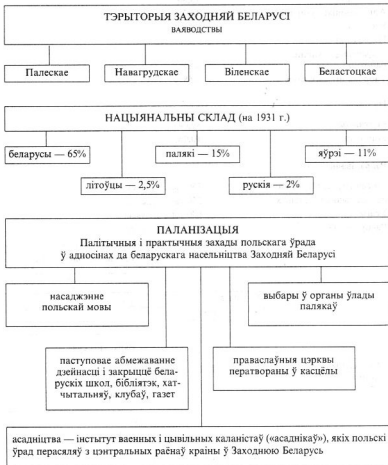 ТЭРЫТОРЫЯ ЗАХОДНЯЙ БЕЛАРУСІ
ВАЯВОДСТВЫ
Палескае
Навагрудскае
Віленскае
Беластоцкае
НАЦЫЯНАЛЬНЫ СКЛАД (на 1931 г.)
беларусы — 65%
палякі — 15%
яўрэі — 11%
літоўцы — 2,5%
рускія — 2%
ПАЛАНІЗАЦЫЯ
Палітычныя і практычныя захады польскага ўрада
ў адносінах да беларускага насельніцтва Заходняй Беларусі
насаджэнне
польскай мовы
выбары ў органы ўлады
палякаў
паступовае абмежаванне
дзейнасці і закрыццё бела-
рускіх школ, бібліятэк, хат-
чытальняў, клубаў, газет
праваслаўныя цэрквы
ператвораны ў касцёлы
асадніцтва — інстытут ваенных і цывільных каланістаў («асаднікаў»), якіх польскі
ўрад перасяляў з цэнтральных раёнаў краіны ў Заходнюю Беларусь